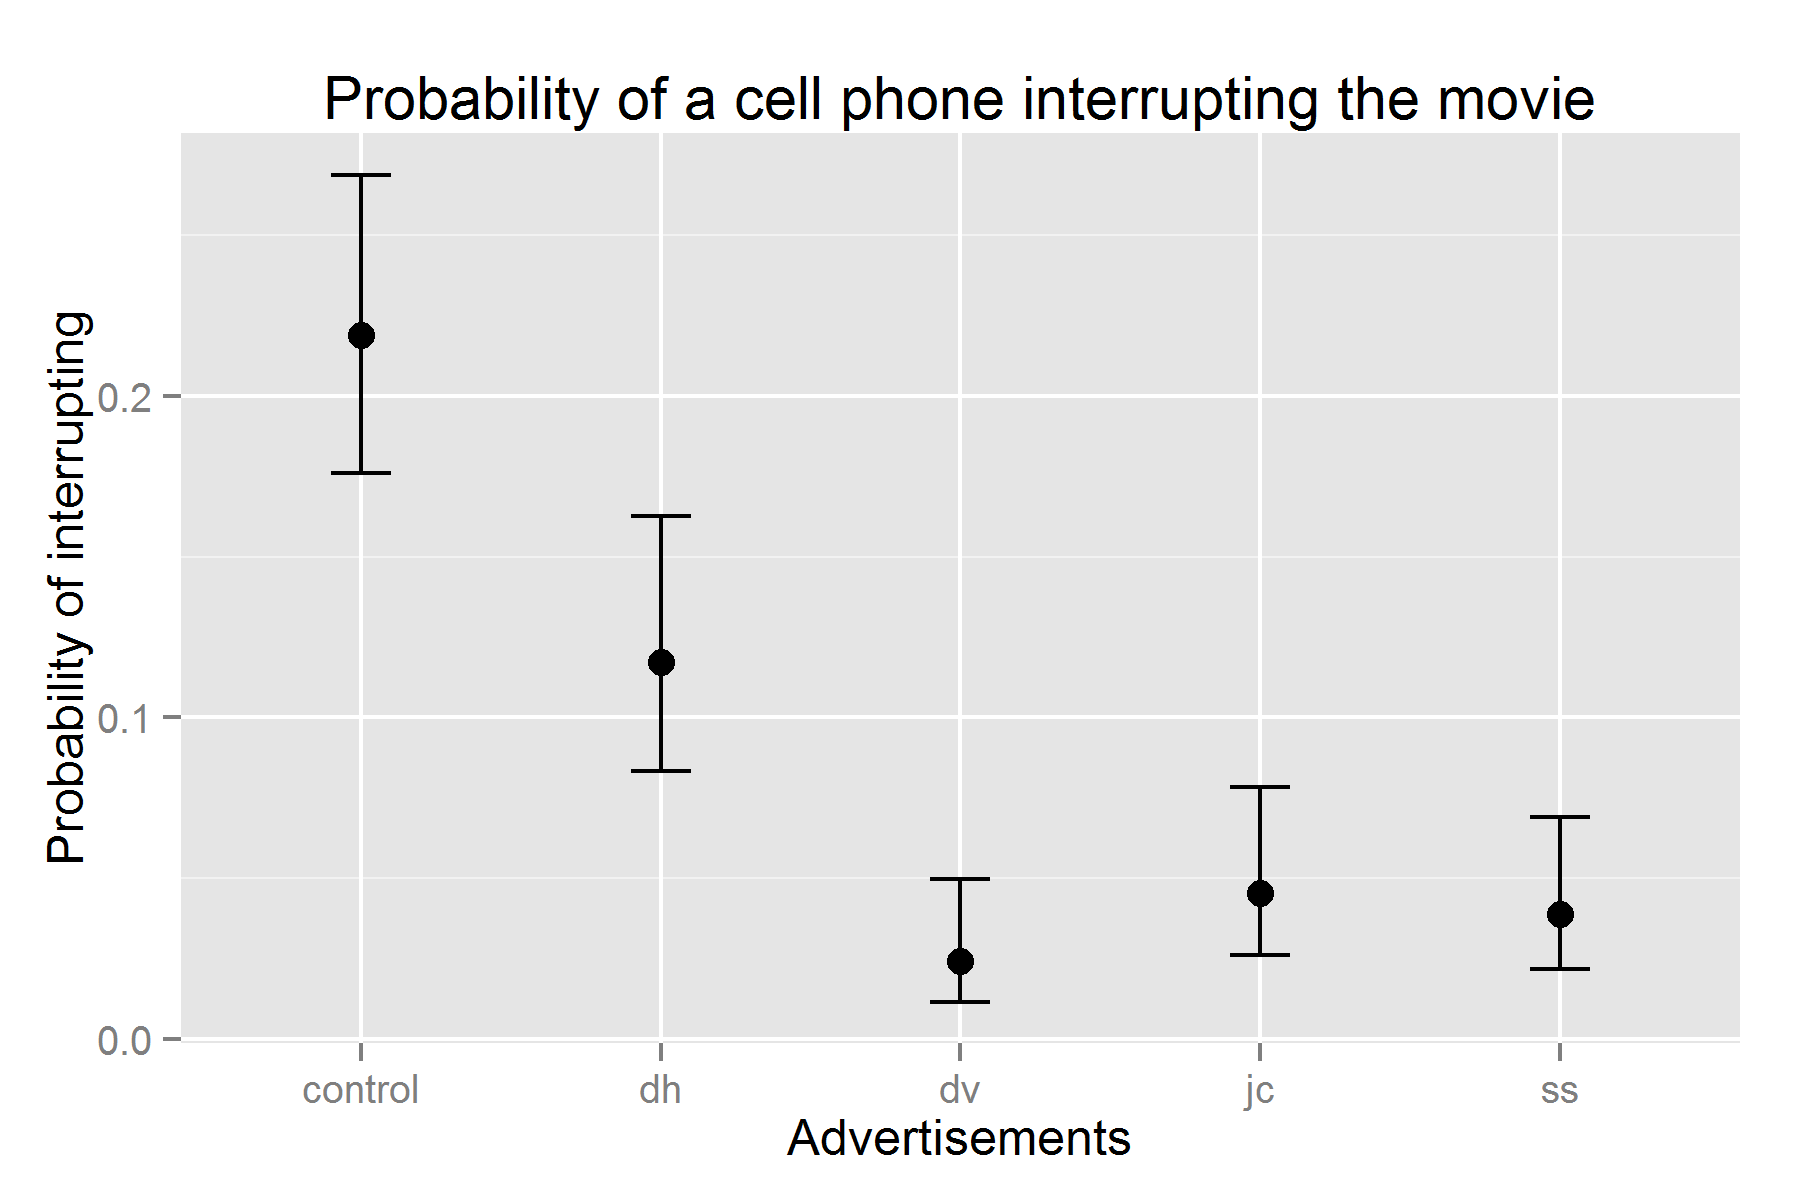 Probability of a cell phone interrupting the movie
Probability of interrupting
0.2
0.1
0.0
control dh dv jc ss
Advertisements